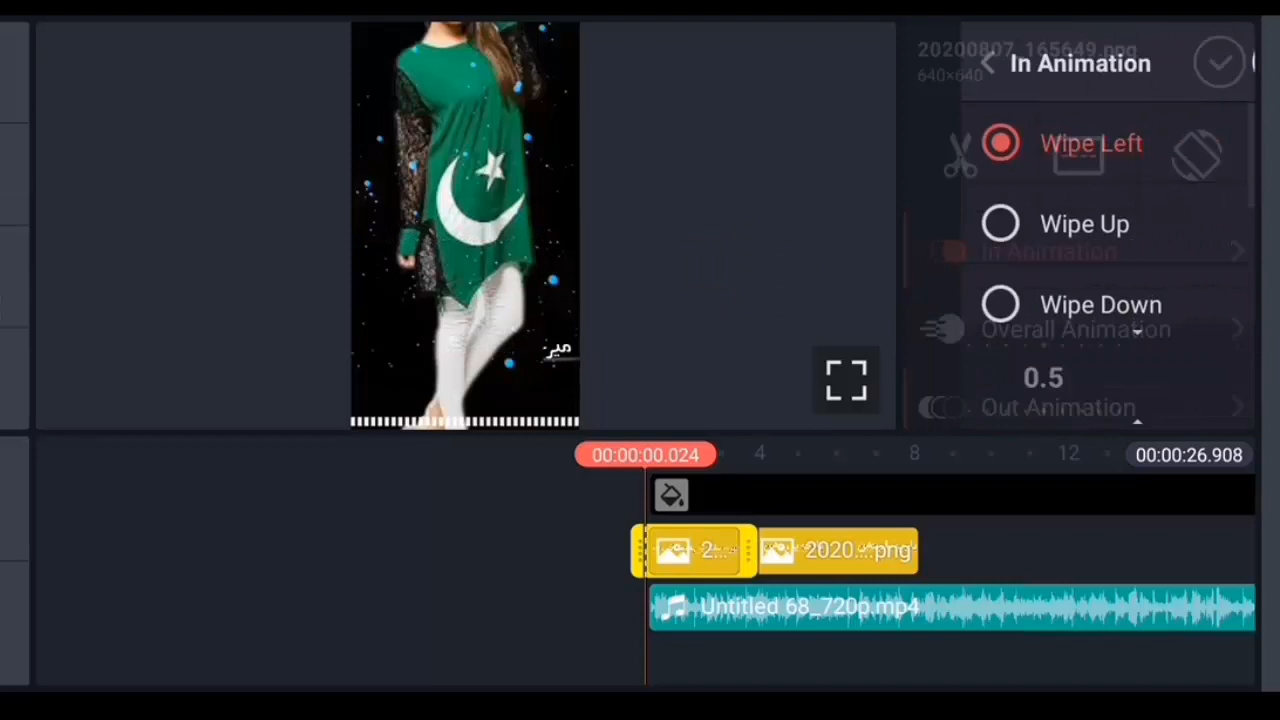 20200807_165649.png
640×640
In Animation
Wipe Left
Wipe Up
In Animation
Wipe Down
Overall Animation
0.5
Out Animation
میر
00:00:00.024
4
8
12
00:00:26.908
2...
2020....png
Untitled 68_720p.mp4